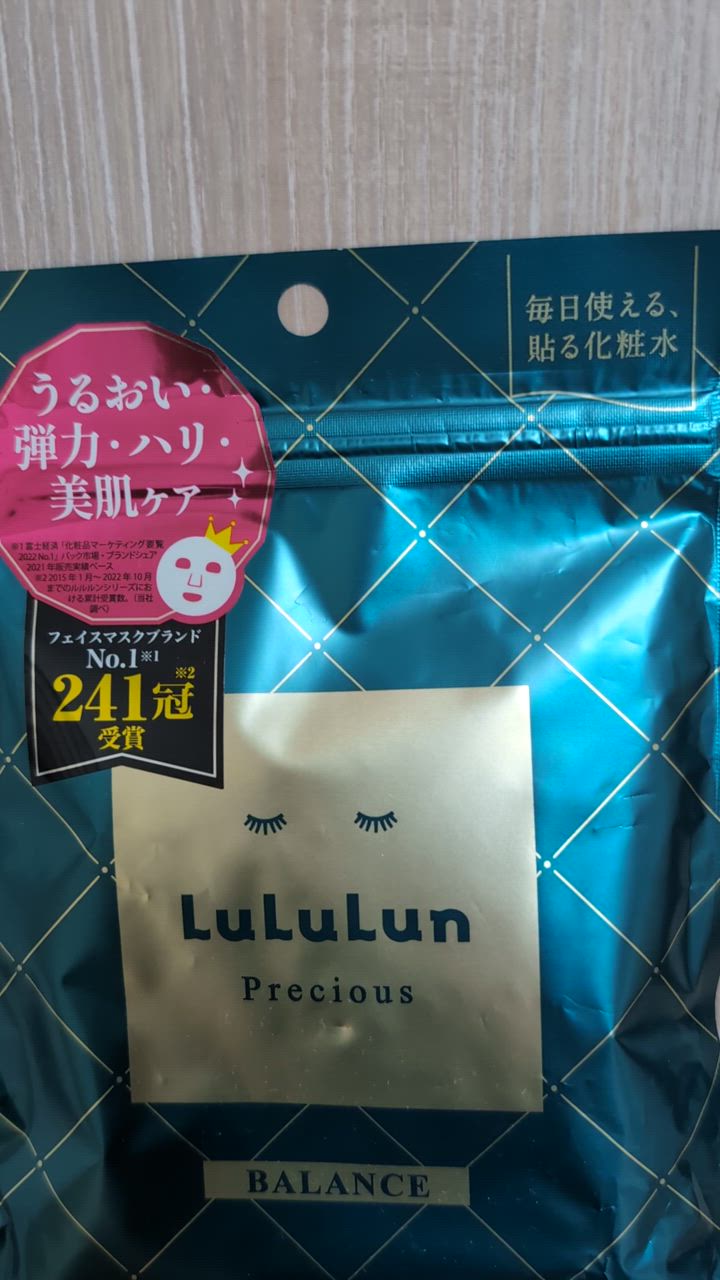 毎日使える、
貼る化粧水
うるおい・
弾力・ハリ・
美肌ケア
※1 富士経済「化粧品マーケティング要覧
2022 No.1」パック市場・ブランドシェア
2021年販売実績ベース
※2 2015年1月～2022年10月
までのルルルンシリーズにお
ける累計受賞数。(当社
調べ)
フェイスマスクブランド
No.1※1
241冠※2
受賞
LuLuLun
Precious
BALANCE